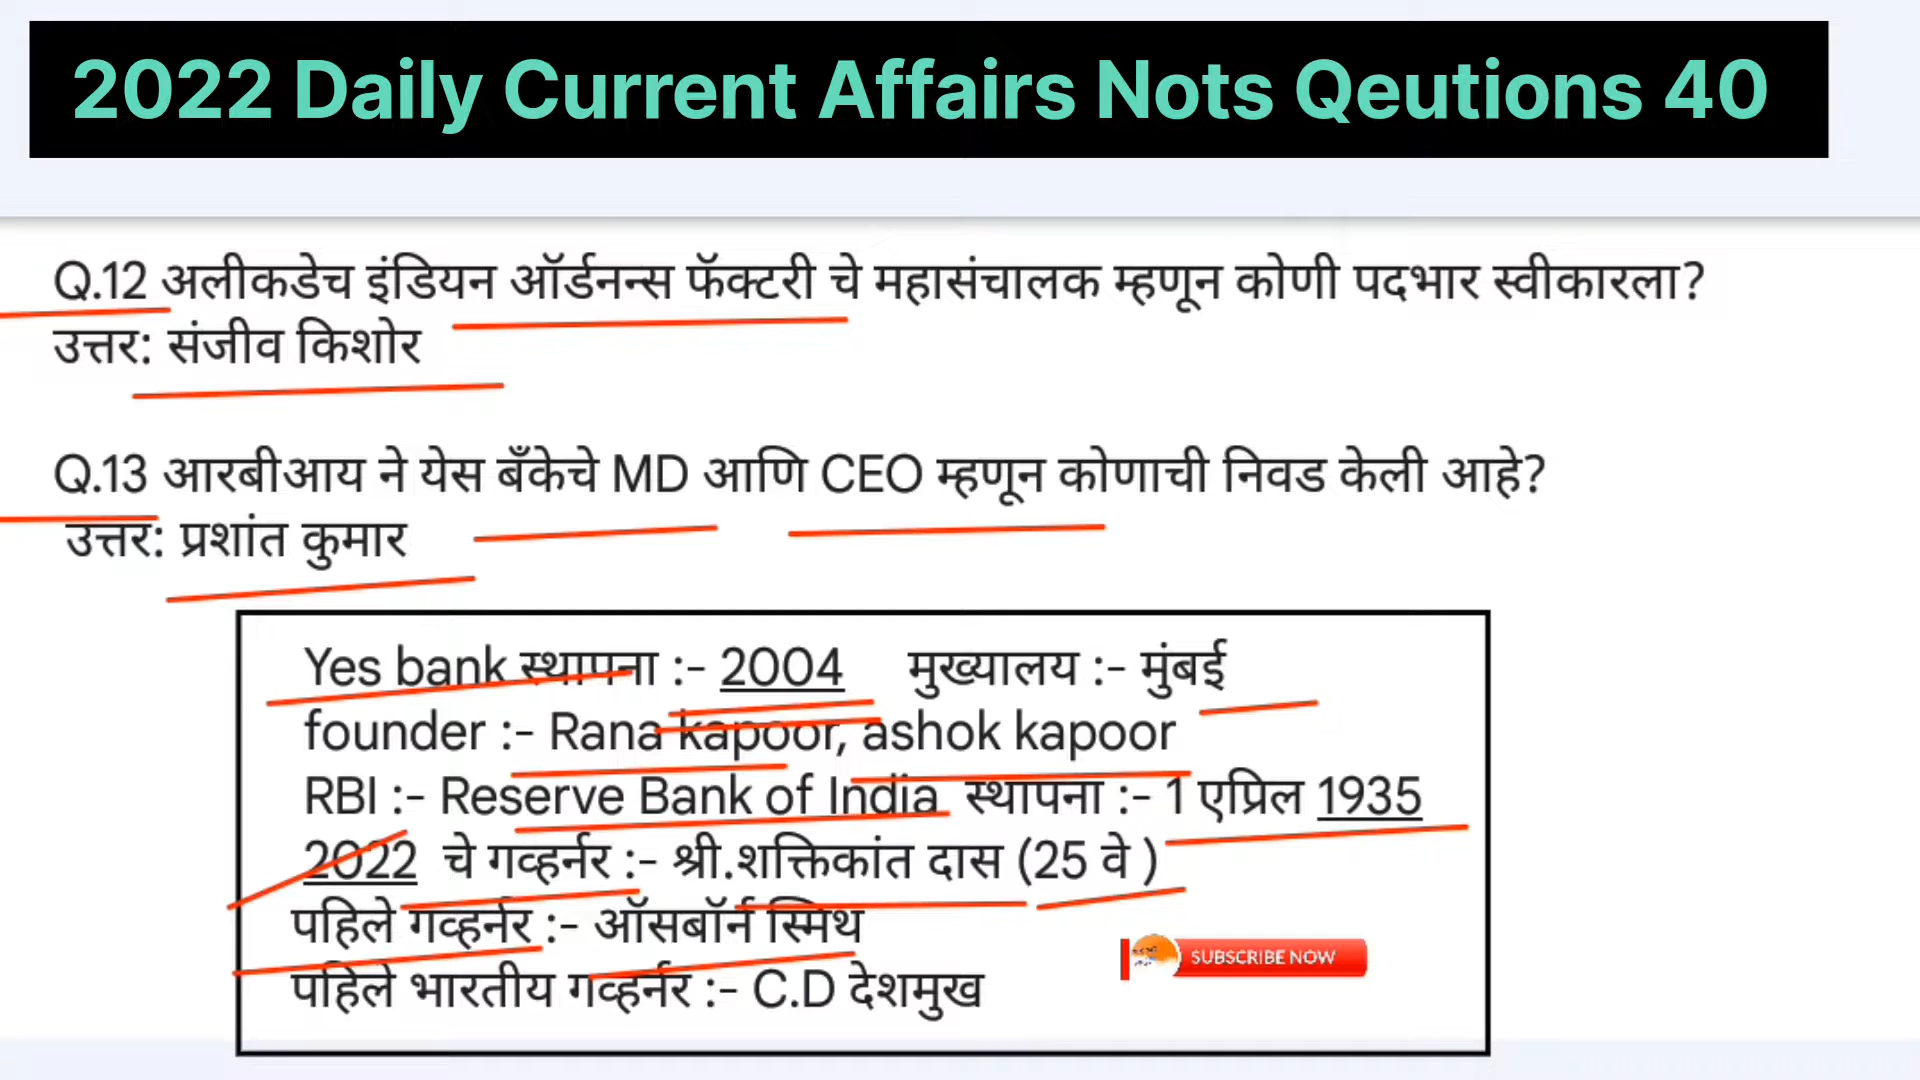 2022 Daily Current Affairs Nots Qeutions 40
Q.12 अलीकडेच इंडियन ऑर्डनन्स फॅक्टरी चे महासंचालक म्हणून कोणी पदभार स्वीकारला?
उत्तर: संजीव किशोर
Q.13 आरबीआय ने येस बँकेचे MD आणि CEO म्हणून कोणाची निवड केली आहे?
उत्तर: प्रशांत कुमार
Yes bank स्थापना :- 2004 मुख्यालय :- मुंबई
founder :- Rana kapoor, ashok kapoor
RBI :- Reserve Bank of India स्थापना :- 1 एप्रिल 1935
2022 चे गव्हर्नर :- श्री.शक्तिकांत दास (25 वे )
पहिले गव्हर्नर :- ऑसबॉर्न स्मिथ
पहिले भारतीय गव्हर्नर :- C.D देशमुख
SUBSCRIBE NOW